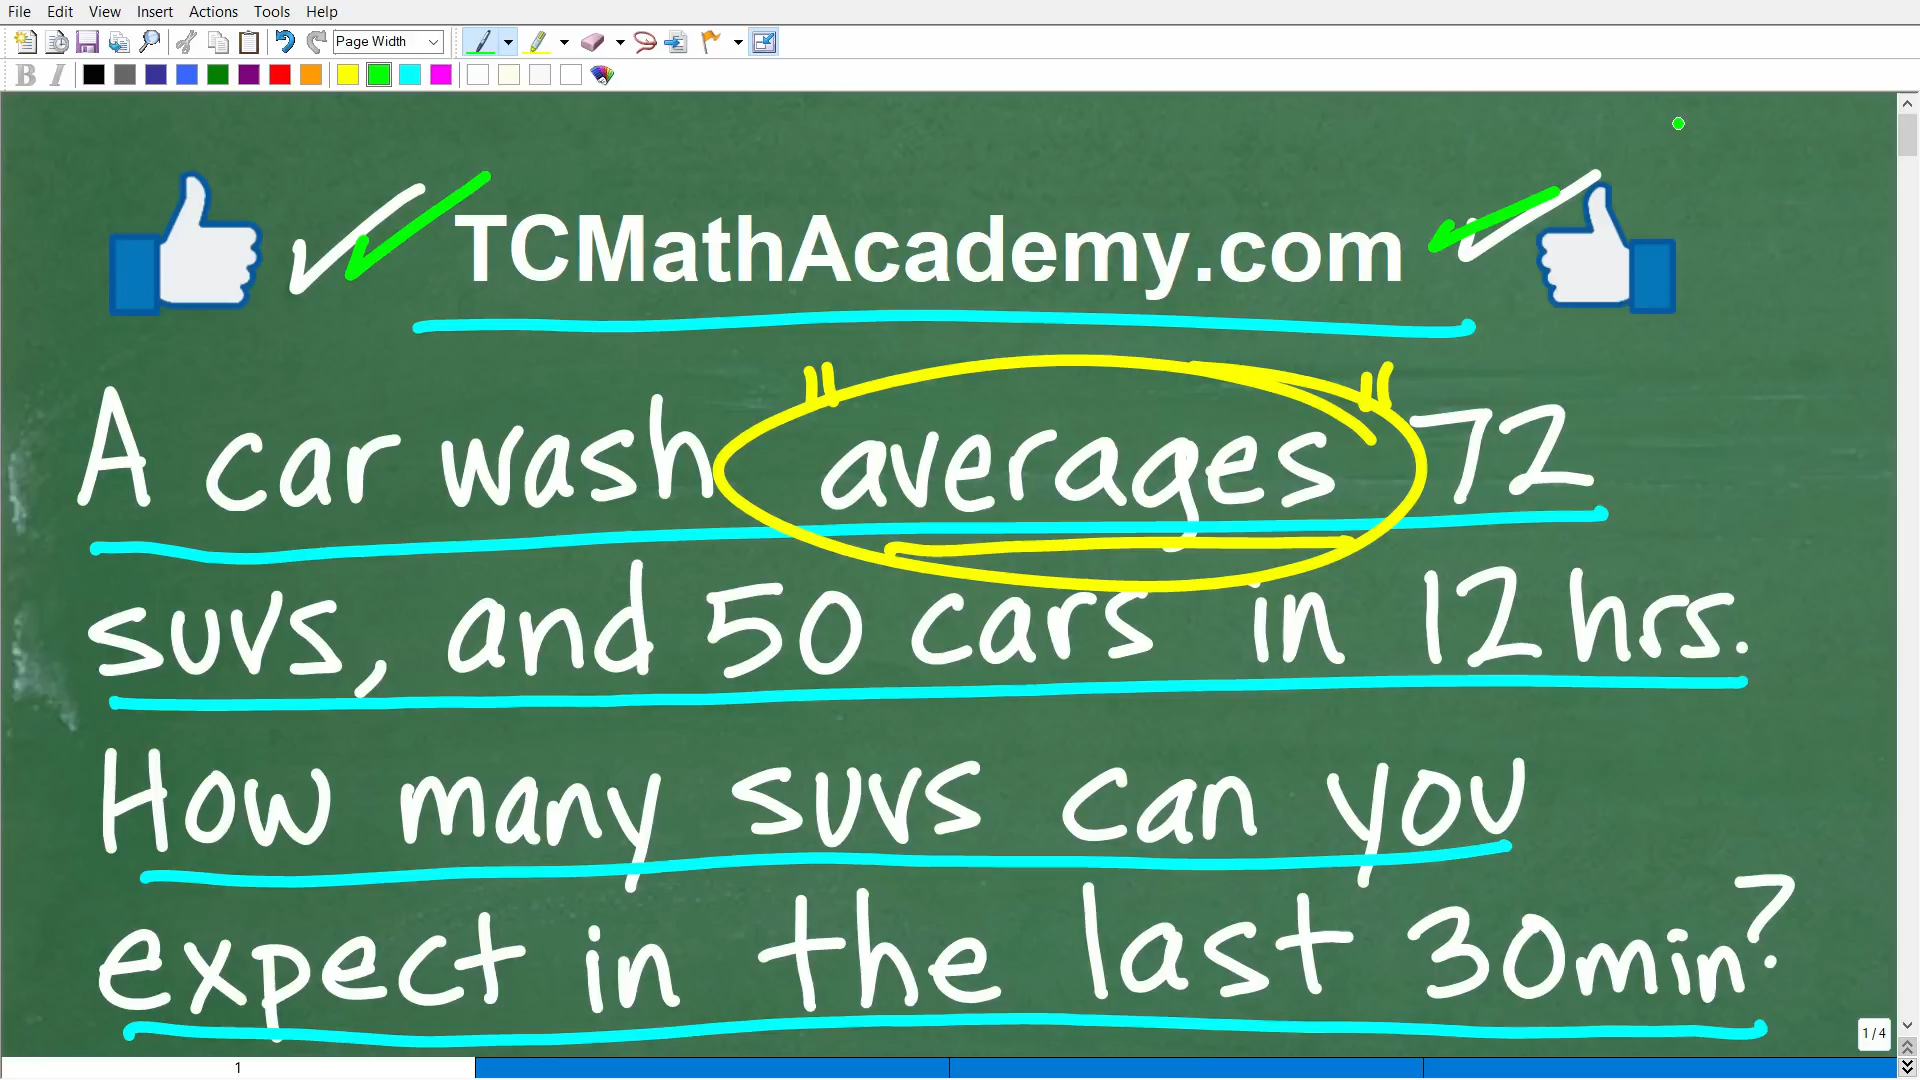 File Edit View Insert Actions Tools Help
Page Width
B I
TCMathAcademy.com
A car wash "averages" 72
suvs, and 50 cars in 12 hrs.
How many suvs can you
expect in the last 30min?
1 / 4
1